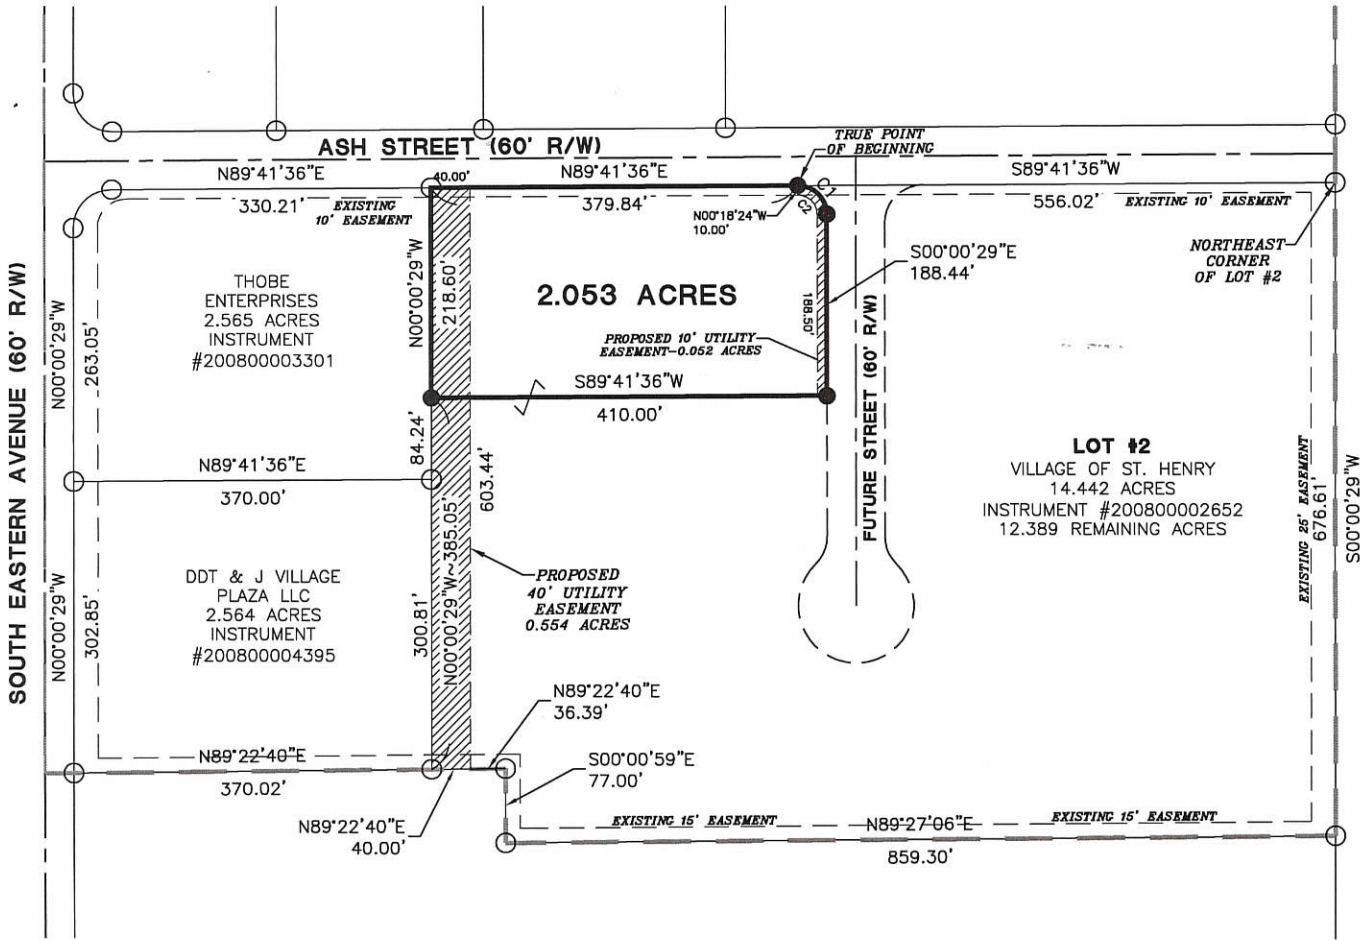 ASH STREET (60' R/W)
TRUE POINT
OF BEGINNING
N89°41'36"E
330.21'
EXISTING
10' EASEMENT
40.00'
N89°41'36"E
379.84'
N00°18'24"W
10.00'
C1
C2
S89°41'36"W
556.02'
EXISTING 10' EASEMENT
NORTHEAST
CORNER
OF LOT #2
SOUTH EASTERN AVENUE (60' R/W)
N00°00'29"W
263.05'
THOBE
ENTERPRISES
2.565 ACRES
INSTRUMENT
#200800003301
N00°00'29"W
218.60'
2.053 ACRES
PROPOSED 10' UTILITY
EASEMENT-0.052 ACRES
188.50'
S00°00'29"E
188.44'
S89°41'36"W
410.00'
FUTURE STREET (60' R/W)
84.24'
N89°41'36"E
370.00'
603.44'
N00°00'29"W~385.05'
300.81'
PROPOSED
40' UTILITY
EASEMENT
0.554 ACRES
LOT #2
VILLAGE OF ST. HENRY
14.442 ACRES
INSTRUMENT #200800002652
12.389 REMAINING ACRES
EXISTING 25' EASEMENT
676.61'
S00°00'29"W
N00°00'29"W
302.85'
DDT & J VILLAGE
PLAZA LLC
2.564 ACRES
INSTRUMENT
#200800004395
N89°22'40"E
370.02'
N89°22'40"E
36.39'
S00°00'59"E
77.00'
N89°22'40"E
40.00'
EXISTING 15' EASEMENT
N89°27'06"E
859.30'
EXISTING 15' EASEMENT